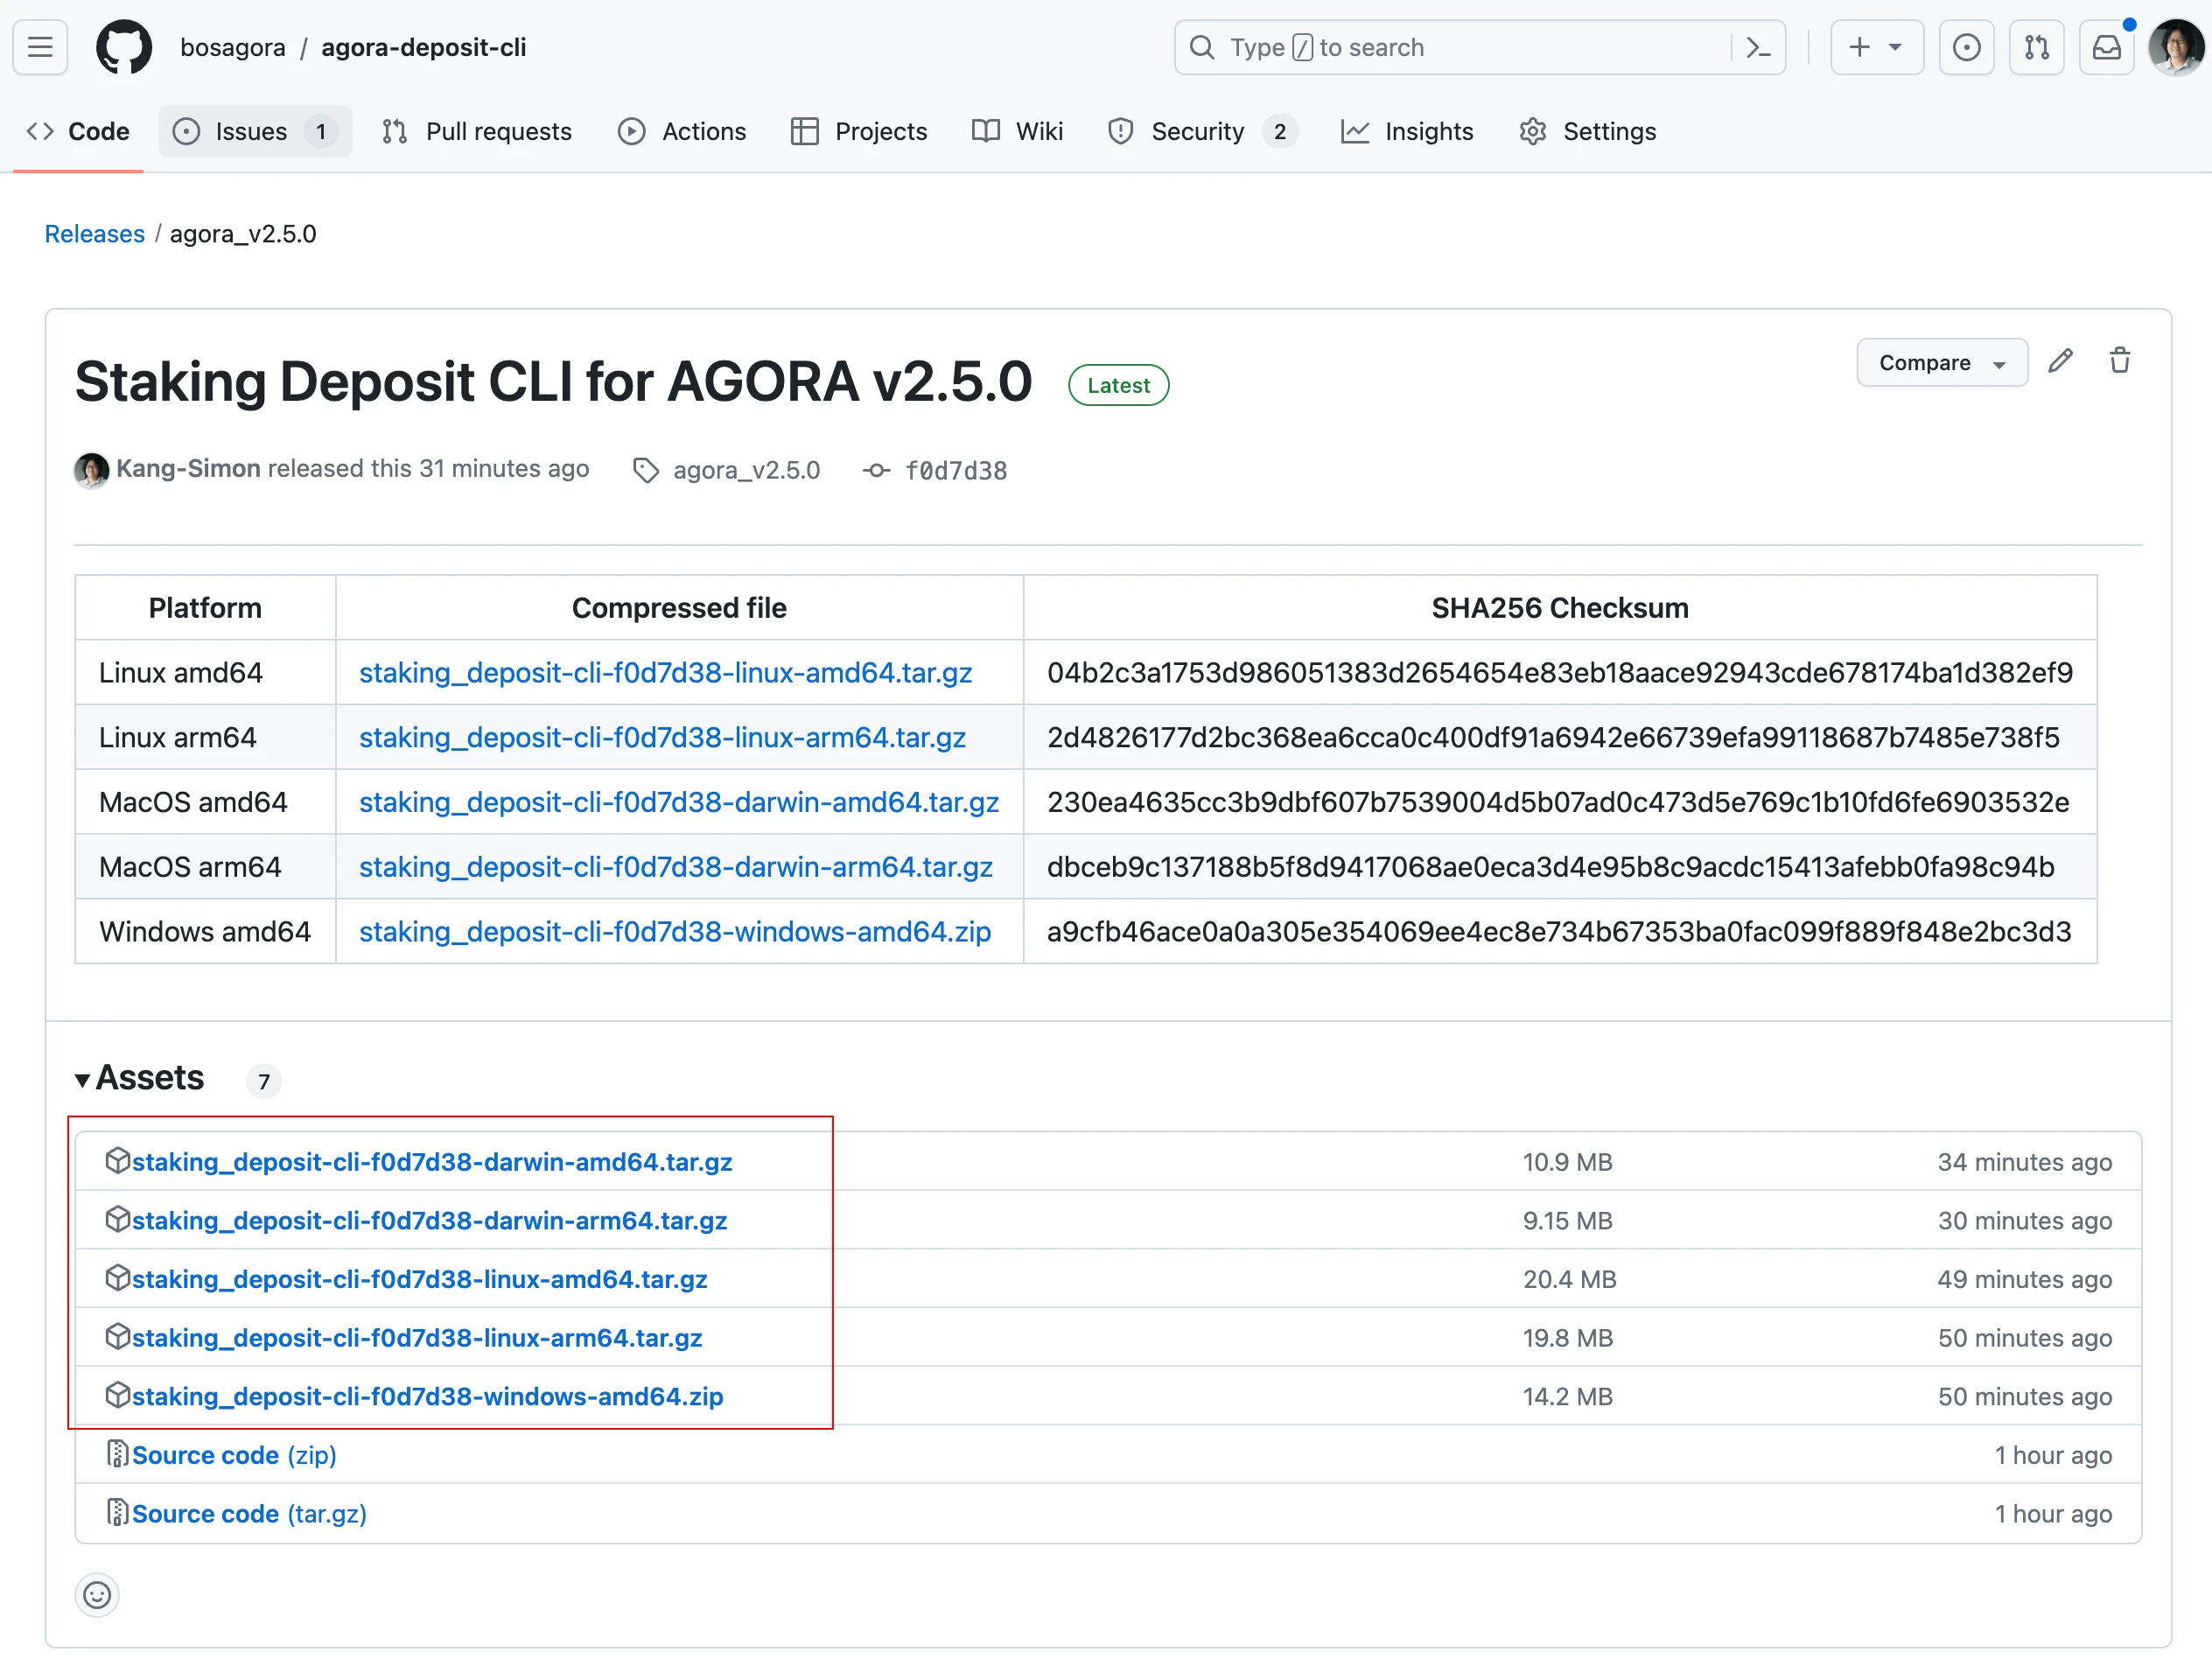 bosagora / agora-deposit-cli
Type / to search
Code
Issues 1
Pull requests
Actions
Projects
Wiki
Security 2
Insights
Settings
Releases / agora_v2.5.0
Staking Deposit CLI for AGORA v2.5.0 Latest
Compare
Kang-Simon released this 31 minutes ago agora_v2.5.0 f0d7d38
Platform Compressed file SHA256 Checksum
Linux amd64 staking_deposit-cli-f0d7d38-linux-amd64.tar.gz 04b2c3a1753d986051383d2654654e83eb18aace92943cde678174ba1d382ef9
Linux arm64 staking_deposit-cli-f0d7d38-linux-arm64.tar.gz 2d4826177d2bc368ea6cca0c400df91a6942e66739efa99118687b7485e738f5
MacOS amd64 staking_deposit-cli-f0d7d38-darwin-amd64.tar.gz 230ea4635cc3b9dbf607b7539004d5b07ad0c473d5e769c1b10fd6fe6903532e
MacOS arm64 staking_deposit-cli-f0d7d38-darwin-arm64.tar.gz dbceb9c137188b5f8d9417068ae0eca3d4e95b8c9acdc15413afebb0fa98c94b
Windows amd64 staking_deposit-cli-f0d7d38-windows-amd64.zip a9cfb46ace0a0a305e354069ee4ec8e734b67353ba0fac099f889f848e2bc3d3
Assets 7
staking_deposit-cli-f0d7d38-darwin-amd64.tar.gz 10.9 MB 34 minutes ago
staking_deposit-cli-f0d7d38-darwin-arm64.tar.gz 9.15 MB 30 minutes ago
staking_deposit-cli-f0d7d38-linux-amd64.tar.gz 20.4 MB 49 minutes ago
staking_deposit-cli-f0d7d38-linux-arm64.tar.gz 19.8 MB 50 minutes ago
staking_deposit-cli-f0d7d38-windows-amd64.zip 14.2 MB 50 minutes ago
Source code (zip) 1 hour ago
Source code (tar.gz) 1 hour ago